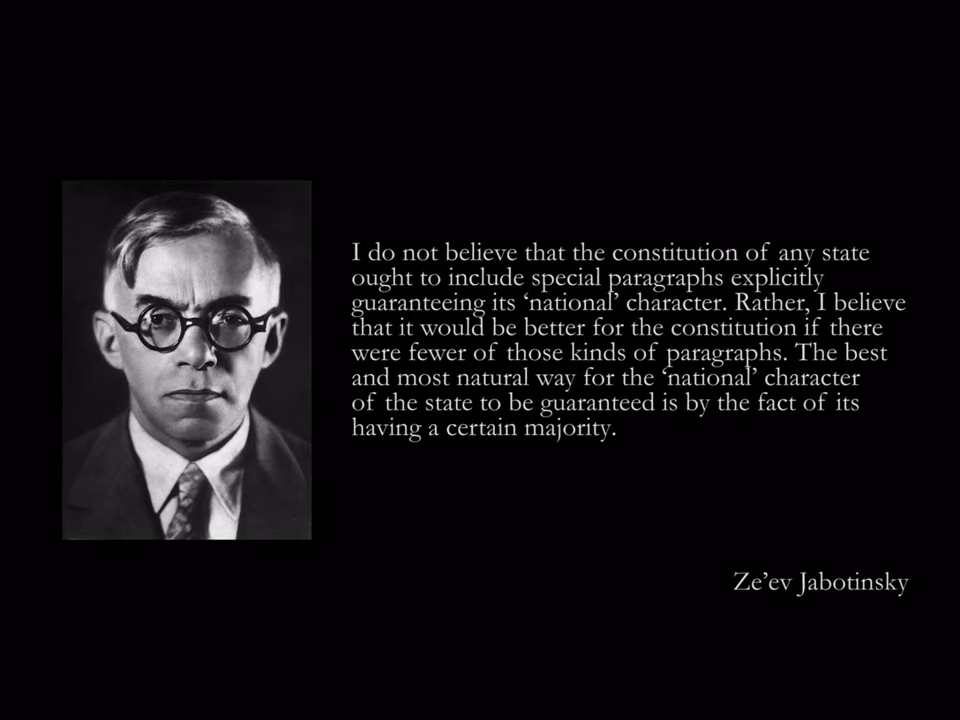 I do not believe that the constitution of any state
ought to include special paragraphs explicitly
guaranteeing its ‘national’ character. Rather, I believe
that it would be better for the constitution if there
were fewer of those kinds of paragraphs. The best
and most natural way for the ‘national’ character
of the state to be guaranteed is by the fact of its
having a certain majority.
Ze’ev Jabotinsky